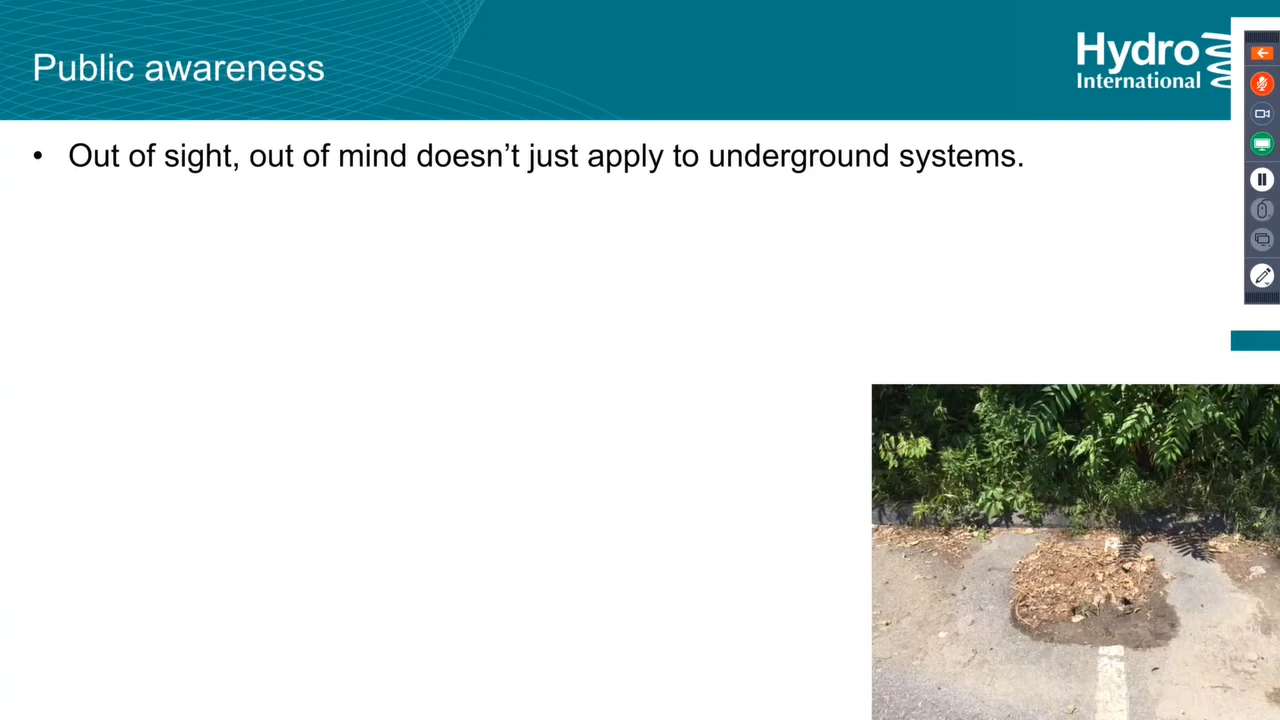 Public awareness
Hydro
International
• Out of sight, out of mind doesn’t just apply to underground systems.